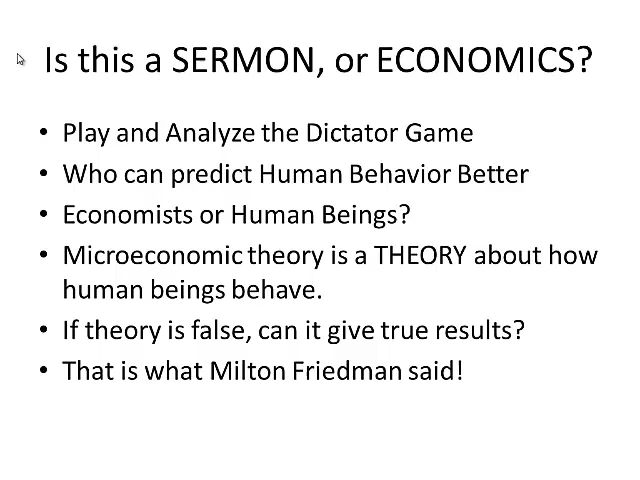 Is this a SERMON, or ECONOMICS?
• Play and Analyze the Dictator Game
• Who can predict Human Behavior Better
• Economists or Human Beings?
• Microeconomic theory is a THEORY about how
human beings behave.
• If theory is false, can it give true results?
• That is what Milton Friedman said!